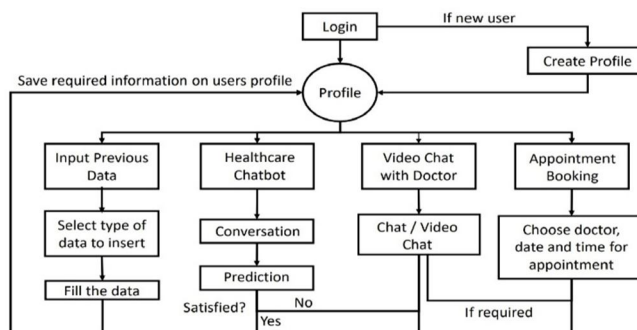 If new user
Login
Create Profile
Save required information on users profile
Profile
Input Previous
Data
Healthcare
Chatbot
Video Chat
with Doctor
Appointment
Booking
Select type of
data to insert
Conversation
Chat / Video
Chat
Choose doctor,
date and time for
appointment
Prediction
Fill the data
Satisfied?
No
If required
Yes